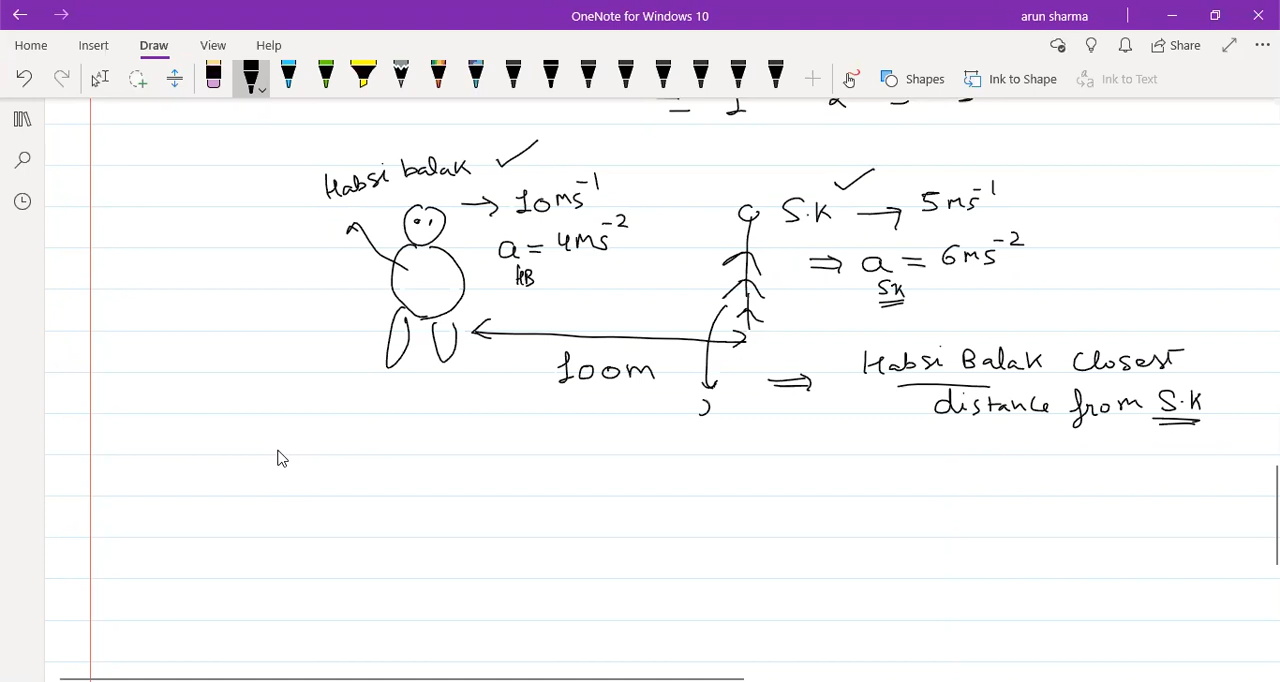 OneNote for Windows 10
arun sharma
Home Insert Draw View Help
Share
Shapes
Ink to Shape
Ink to Text
Habsi balak
→ 10ms⁻¹
a = 4ms⁻²
HB
S.K → 5ms⁻¹
⇒ a = 6ms⁻²
SK
100m
⇒ Habsi Balak Closest
distance from S.K